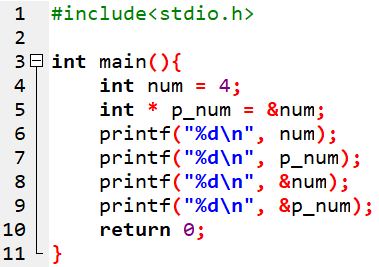 1 #include<stdio.h>
2
3 int main(){
4     int num = 4;
5     int * p_num = &num;
6     printf("%d\n", num);
7     printf("%d\n", p_num);
8     printf("%d\n", &num);
9     printf("%d\n", &p_num);
10     return 0;
11 }